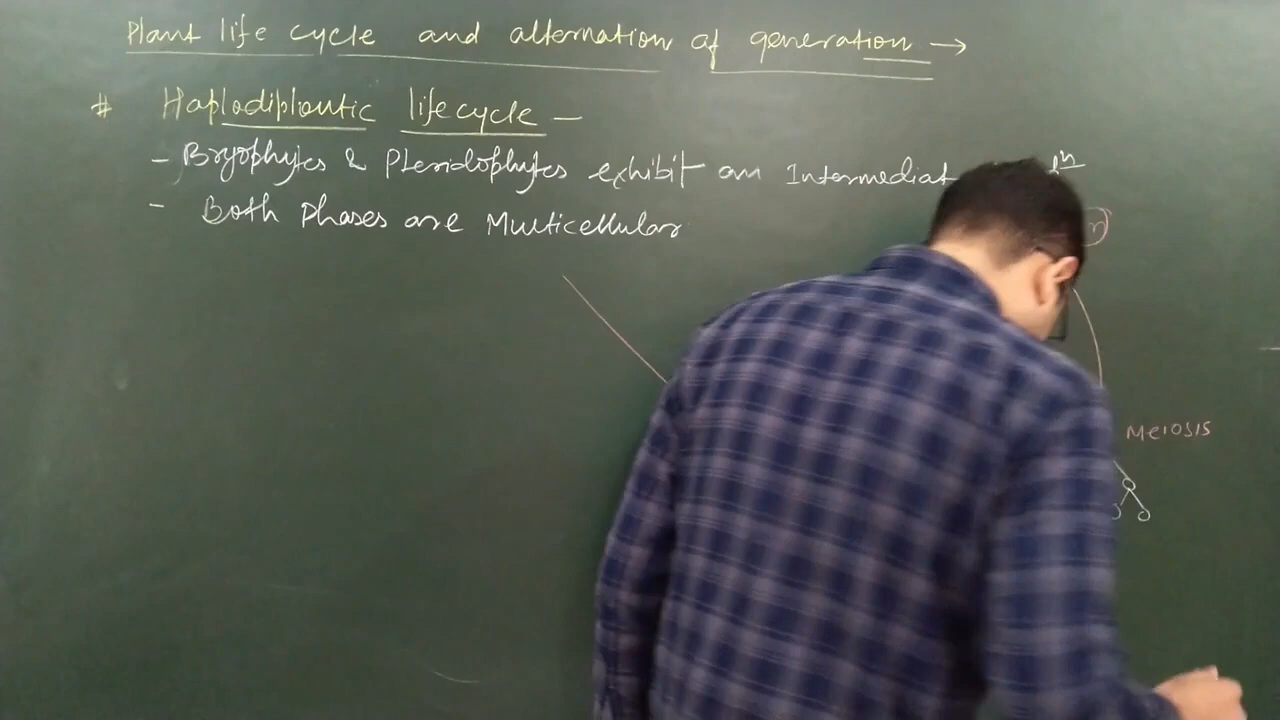 Plant life cycle and alternation of generation →
# Haplodiplontic lifecycle —
- Bryophytes & Pteridophytes exhibit an Intermediat
- Both Phases are Multicellular
Meiosis